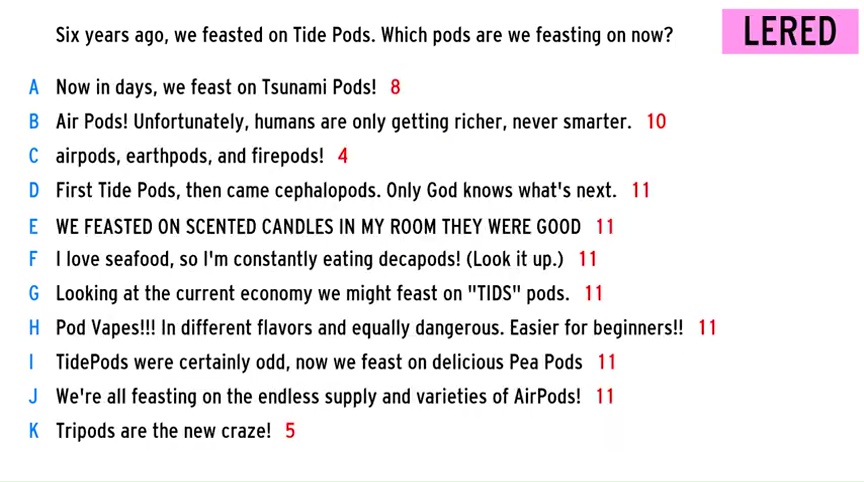 Six years ago, we feasted on Tide Pods. Which pods are we feasting on now?
LERED
A Now in days, we feast on Tsunami Pods! 8
B Air Pods! Unfortunately, humans are only getting richer, never smarter. 10
C airpods, earthpods, and firepods! 4
D First Tide Pods, then came cephalopods. Only God knows what's next. 11
E WE FEASTED ON SCENTED CANDLES IN MY ROOM THEY WERE GOOD 11
F I love seafood, so I'm constantly eating decapods! (Look it up.) 11
G Looking at the current economy we might feast on "TIDS" pods. 11
H Pod Vapes!!! In different flavors and equally dangerous. Easier for beginners!! 11
I TidePods were certainly odd, now we feast on delicious Pea Pods 11
J We're all feasting on the endless supply and varieties of AirPods! 11
K Tripods are the new craze! 5